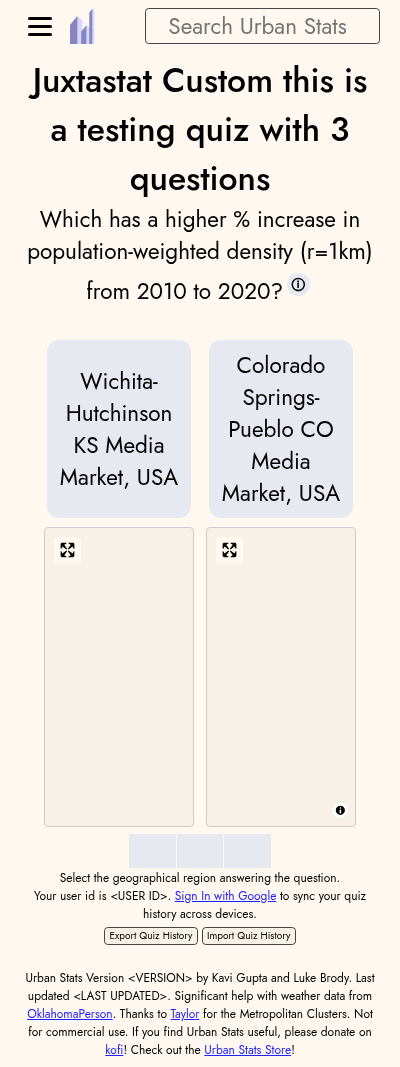 Search Urban Stats
Juxtastat Custom this is
a testing quiz with 3
questions
Which has a higher % increase in
population-weighted density (r=1km)
from 2010 to 2020? ⓘ
Wichita-
Hutchinson
KS Media
Market, USA
Colorado
Springs-
Pueblo CO
Media
Market, USA
Select the geographical region answering the question.
Your user id is <USER ID>. Sign In with Google to sync your quiz
history across devices.
Export Quiz History Import Quiz History
Urban Stats Version <VERSION> by Kavi Gupta and Luke Brody. Last
updated <LAST UPDATED>. Significant help with weather data from
OklahomaPerson. Thanks to Taylor for the Metropolitan Clusters. Not
for commercial use. If you find Urban Stats useful, please donate on
kofi! Check out the Urban Stats Store!